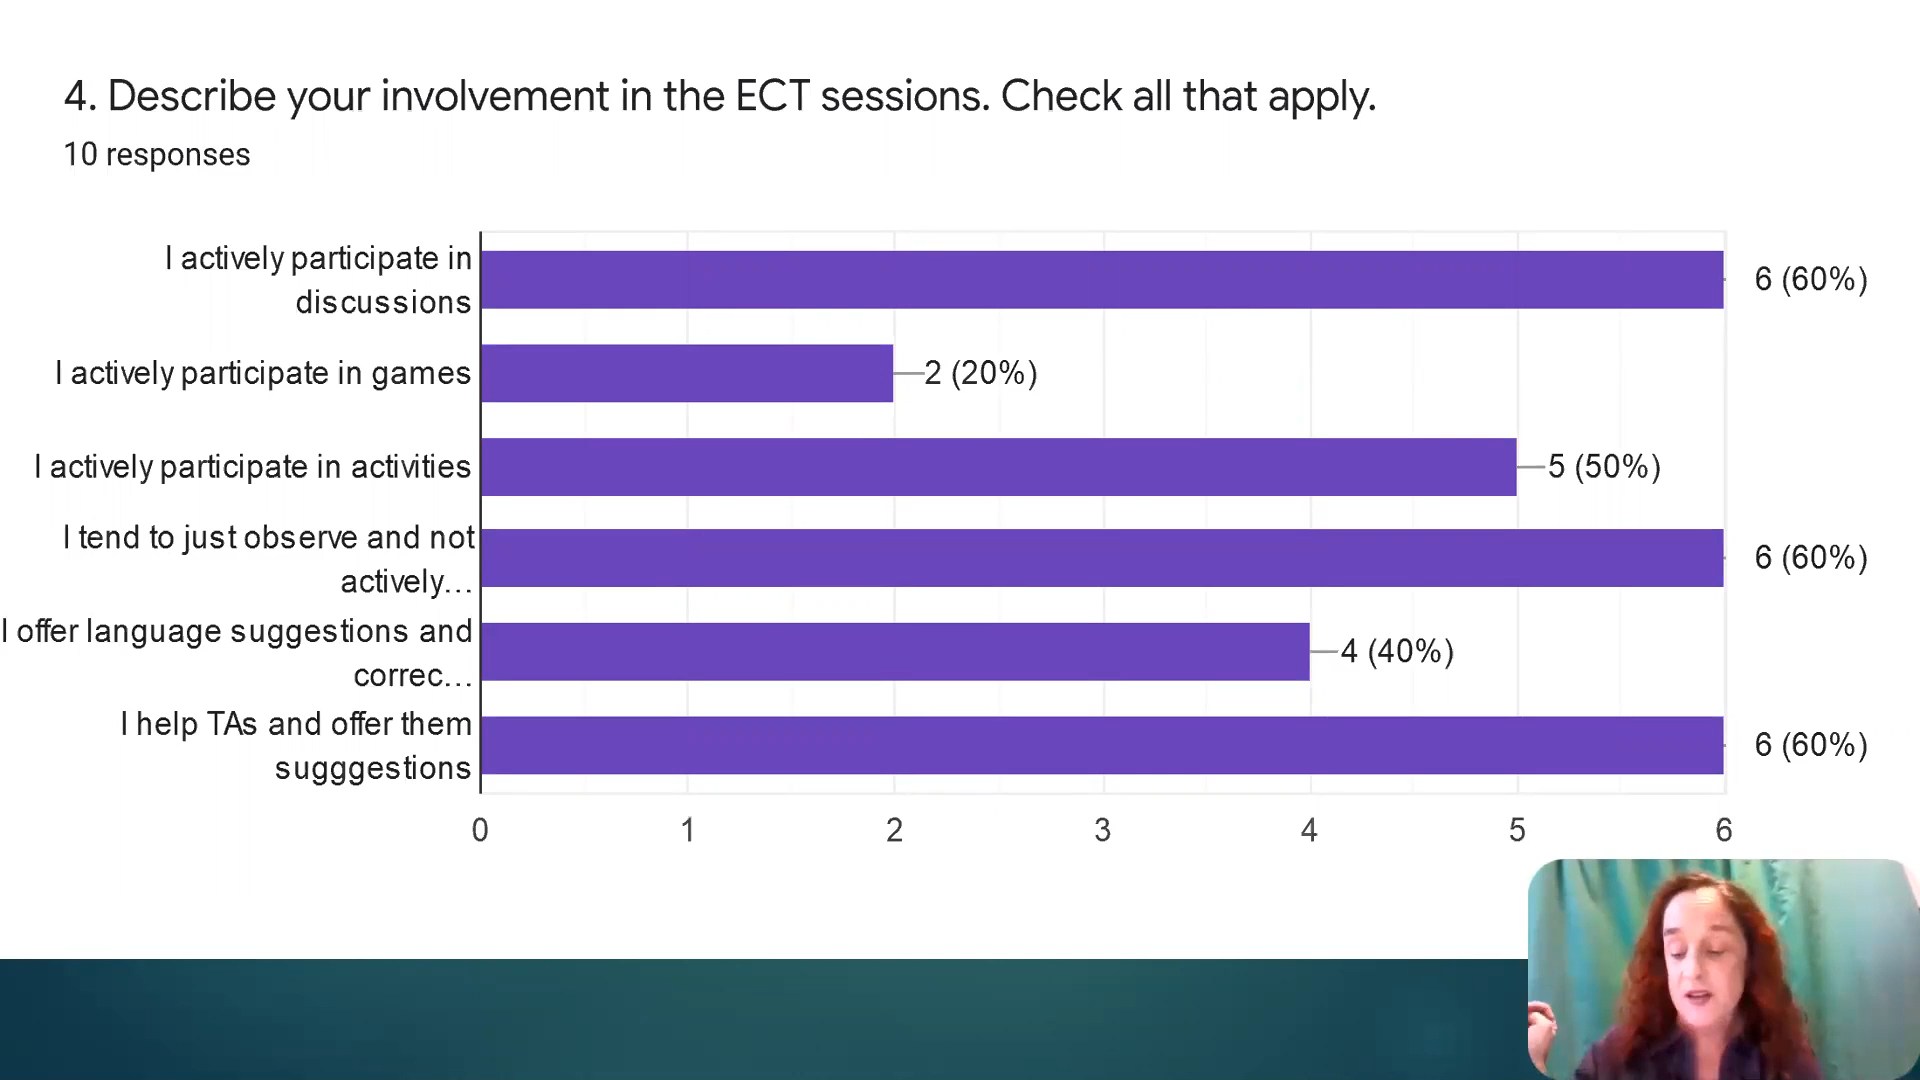 4. Describe your involvement in the ECT sessions. Check all that apply.
10 responses
I actively participate in
discussions
6 (60%)
I actively participate in games
2 (20%)
I actively participate in activities
5 (50%)
I tend to just observe and not
actively…
6 (60%)
I offer language suggestions and
correc…
4 (40%)
I help TAs and offer them
sugggestions
6 (60%)
0 1 2 3 4 5 6